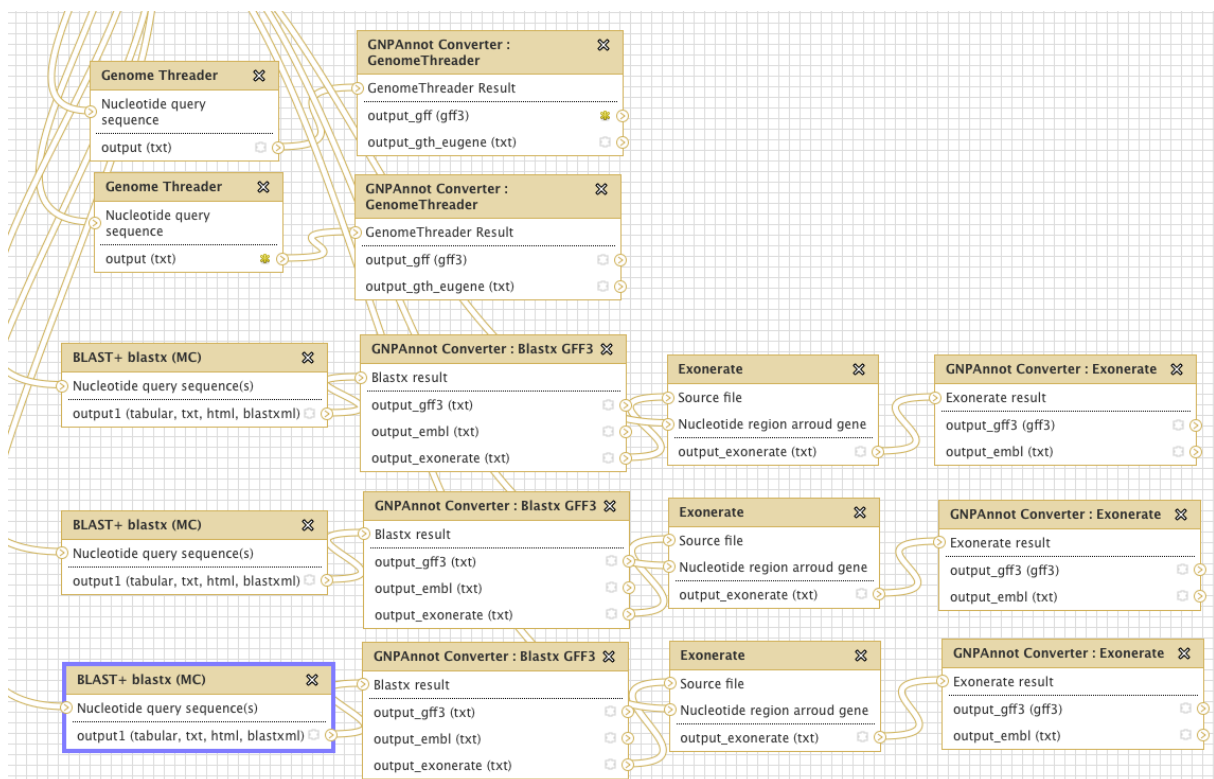 GNPAnnot Converter :
GenomeThreader
GenomeThreader Result
output_gff (gff3)
output_gth_eugene (txt)
Genome Threader
Nucleotide query
sequence
output (txt)
Genome Threader
Nucleotide query
sequence
output (txt)
GNPAnnot Converter :
GenomeThreader
GenomeThreader Result
output_gff (gff3)
output_gth_eugene (txt)
BLAST+ blastx (MC)
Nucleotide query sequence(s)
output1 (tabular, txt, html, blastxml)
GNPAnnot Converter : Blastx GFF3
Blastx result
output_gff3 (txt)
output_embl (txt)
output_exonerate (txt)
Exonerate
Source file
Nucleotide region arroud gene
output_exonerate (txt)
GNPAnnot Converter : Exonerate
Exonerate result
output_gff3 (gff3)
output_embl (txt)
BLAST+ blastx (MC)
Nucleotide query sequence(s)
output1 (tabular, txt, html, blastxml)
GNPAnnot Converter : Blastx GFF3
Blastx result
output_gff3 (txt)
output_embl (txt)
output_exonerate (txt)
Exonerate
Source file
Nucleotide region arroud gene
output_exonerate (txt)
GNPAnnot Converter : Exonerate
Exonerate result
output_gff3 (gff3)
output_embl (txt)
BLAST+ blastx (MC)
Nucleotide query sequence(s)
output1 (tabular, txt, html, blastxml)
GNPAnnot Converter : Blastx GFF3
Blastx result
output_gff3 (txt)
output_embl (txt)
output_exonerate (txt)
Exonerate
Source file
Nucleotide region arroud gene
output_exonerate (txt)
GNPAnnot Converter : Exonerate
Exonerate result
output_gff3 (gff3)
output_embl (txt)